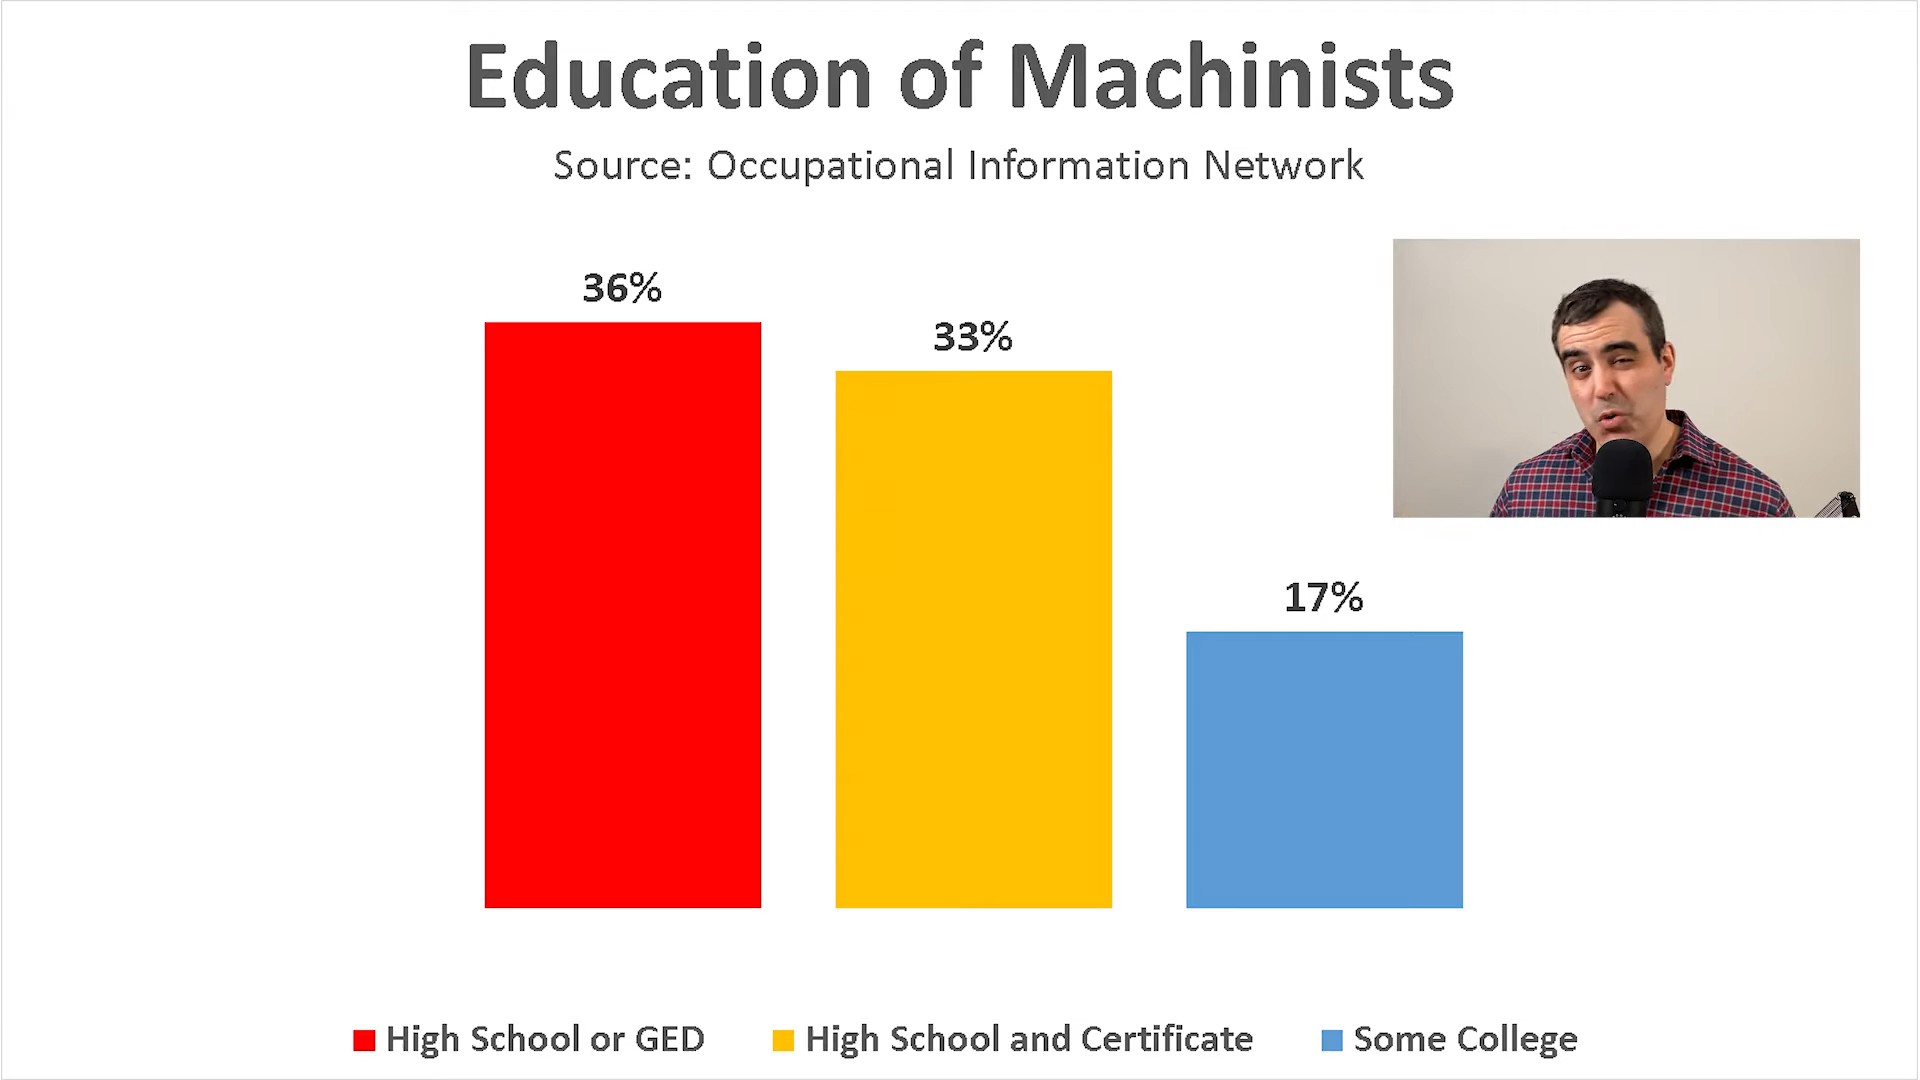 Education of Machinists
Source: Occupational Information Network
36%
33%
17%
High School or GED
High School and Certificate
Some College